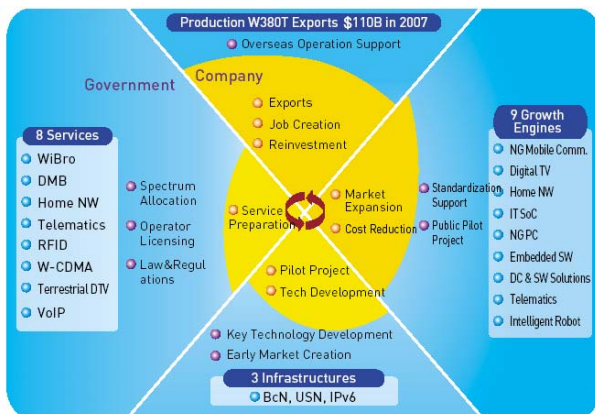 Production W380T Exports $110B in 2007
Overseas Operation Support
Government
Company
Exports
Job Creation
Reinvestment
8 Services
WiBro
DMB
Home NW
Telematics
RFID
W-CDMA
Terrestrial DTV
VoIP
Spectrum
Allocation
Operator
Licensing
Law&Regul
ations
Service
Preparation
Market
Expansion
Cost Reduction
Standardization
Support
Public Pilot
Project
9 Growth
Engines
NG Mobile Comm.
Digital TV
Home NW
IT SoC
NG PC
Embedded SW
DC & SW Solutions
Telematics
Intelligent Robot
Pilot Project
Tech Development
Key Technology Development
Early Market Creation
3 Infrastructures
BcN, USN, IPv6